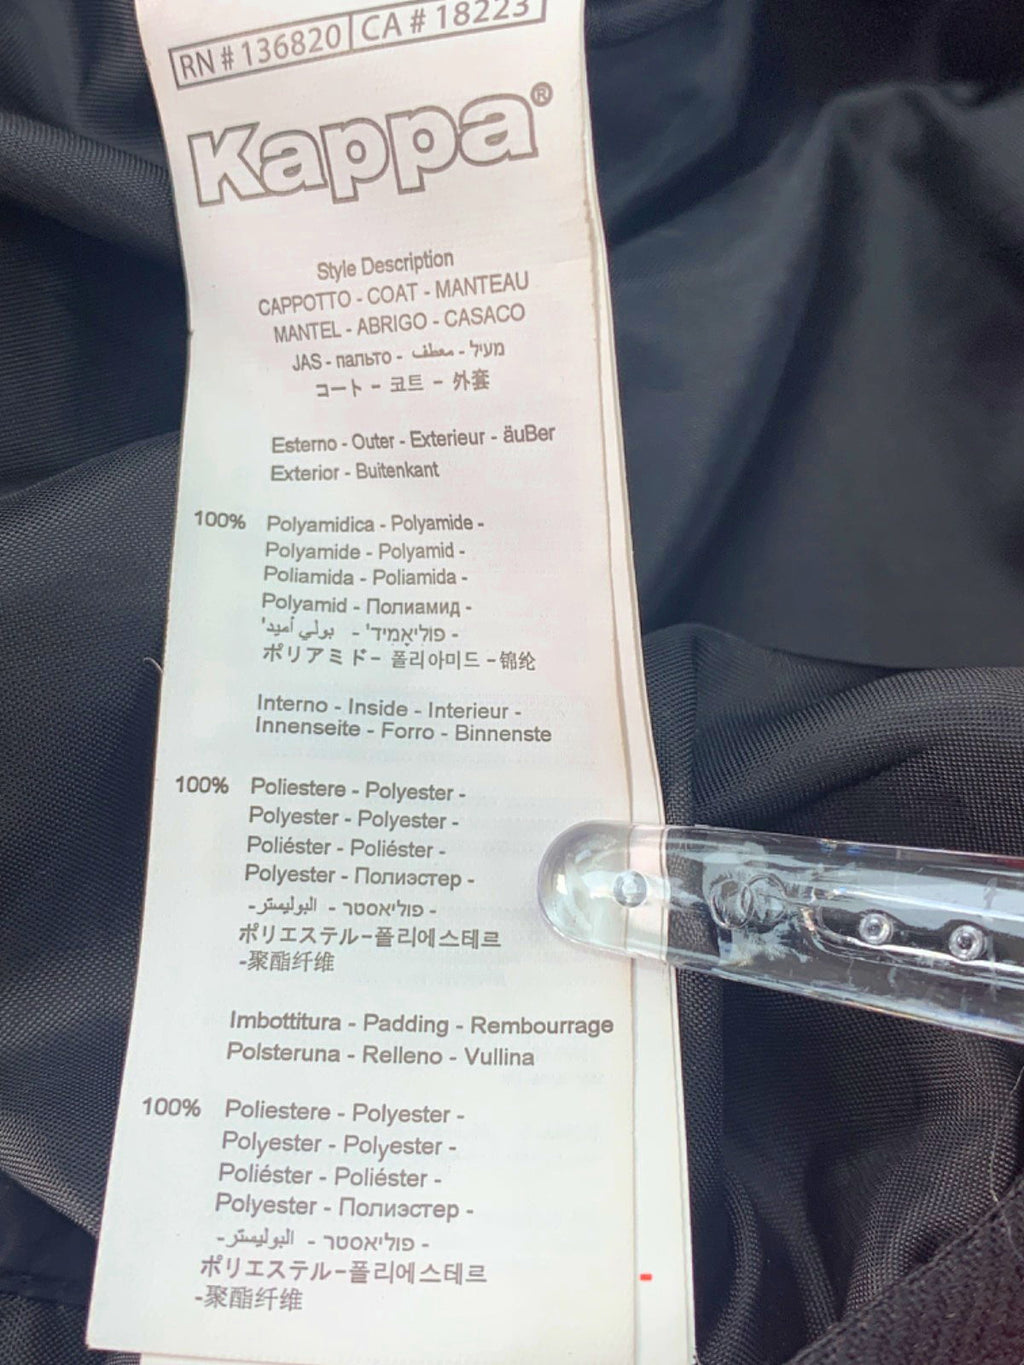 RN # 136820 CA # 18223
Kappa®
Style Description
CAPPOTTO - COAT - MANTEAU
MANTEL - ABRIGO - CASACO
JAS - пальто - معطف - מעיל
コート - 코트 - 外套
Esterno - Outer - Exterieur - äuBer
Exterior - Buitenkant
100% Polyamidica - Polyamide -
Polyamide - Polyamid -
Poliamida - Poliamida -
Polyamid - Полиамид -
'بولي أميد - פוליאָמיד' -
ポリアミド- 폴리아미드 -锦纶
Interno - Inside - Interieur -
Innenseite - Forro - Binnenste
100% Poliestere - Polyester -
Polyester - Polyester -
Poliéster - Poliéster -
Polyester - Полиэстер -
-البوليستر - פוליאסטר -
ポリエステル-폴리에스테르
-聚酯纤维
Imbottitura - Padding - Rembourrage
Polsteruna - Relleno - Vullina
100% Poliestere - Polyester -
Polyester - Polyester -
Poliéster - Poliéster -
Polyester - Полиэстер -
-البوليستر - פוליאסטר -
ポリエステル-폴리에스테르
-聚酯纤维